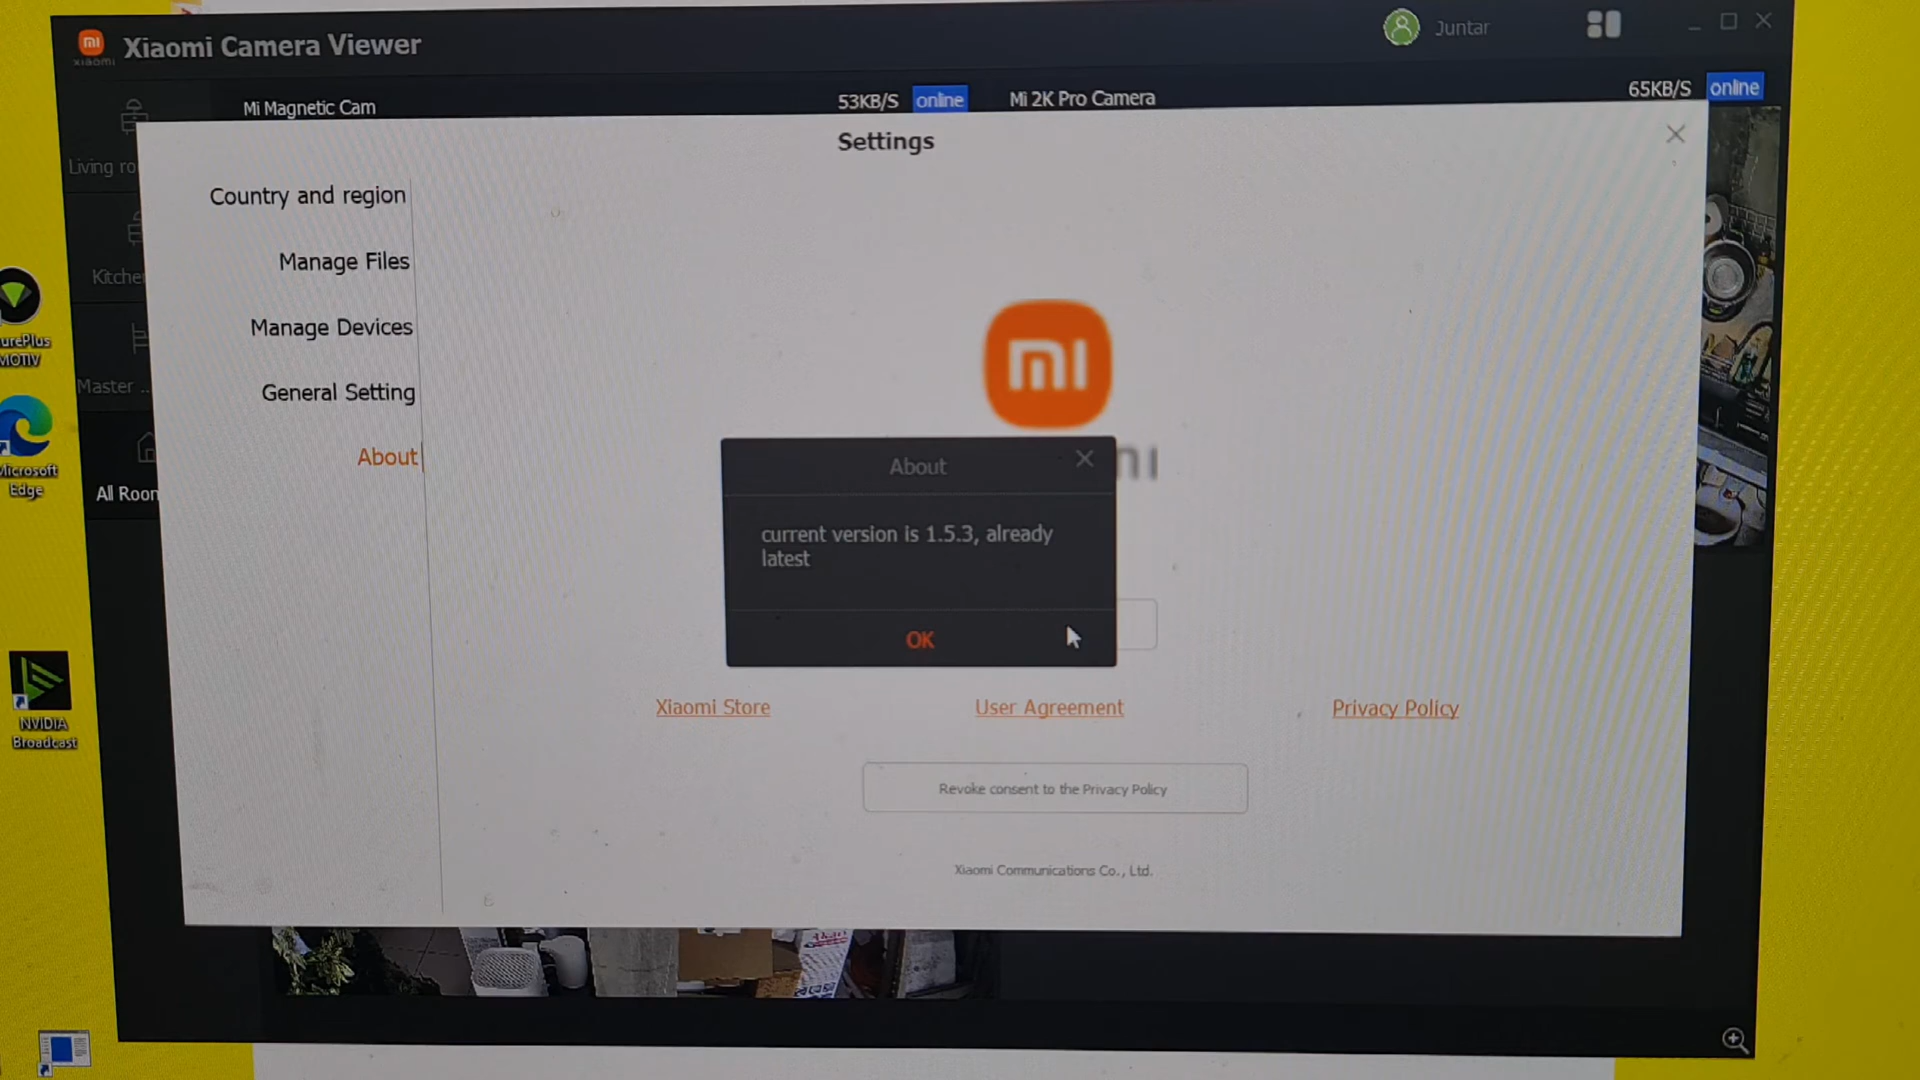 xiaomi
Xiaomi Camera Viewer
Juntar
Mi Magnetic Cam
53KB/S
online
Mi 2K Pro Camera
65KB/S
online
Settings
Living ro
Kitche
Master ...
All Room
Country and region
Manage Files
Manage Devices
General Setting
About
About
current version is 1.5.3, already
latest
OK
Xiaomi Store
User Agreement
Privacy Policy
Revoke consent to the Privacy Policy
Xiaomi Communications Co., Ltd.
urePlus
MOTIV
Microsoft
Edge
NVIDIA
Broadcast